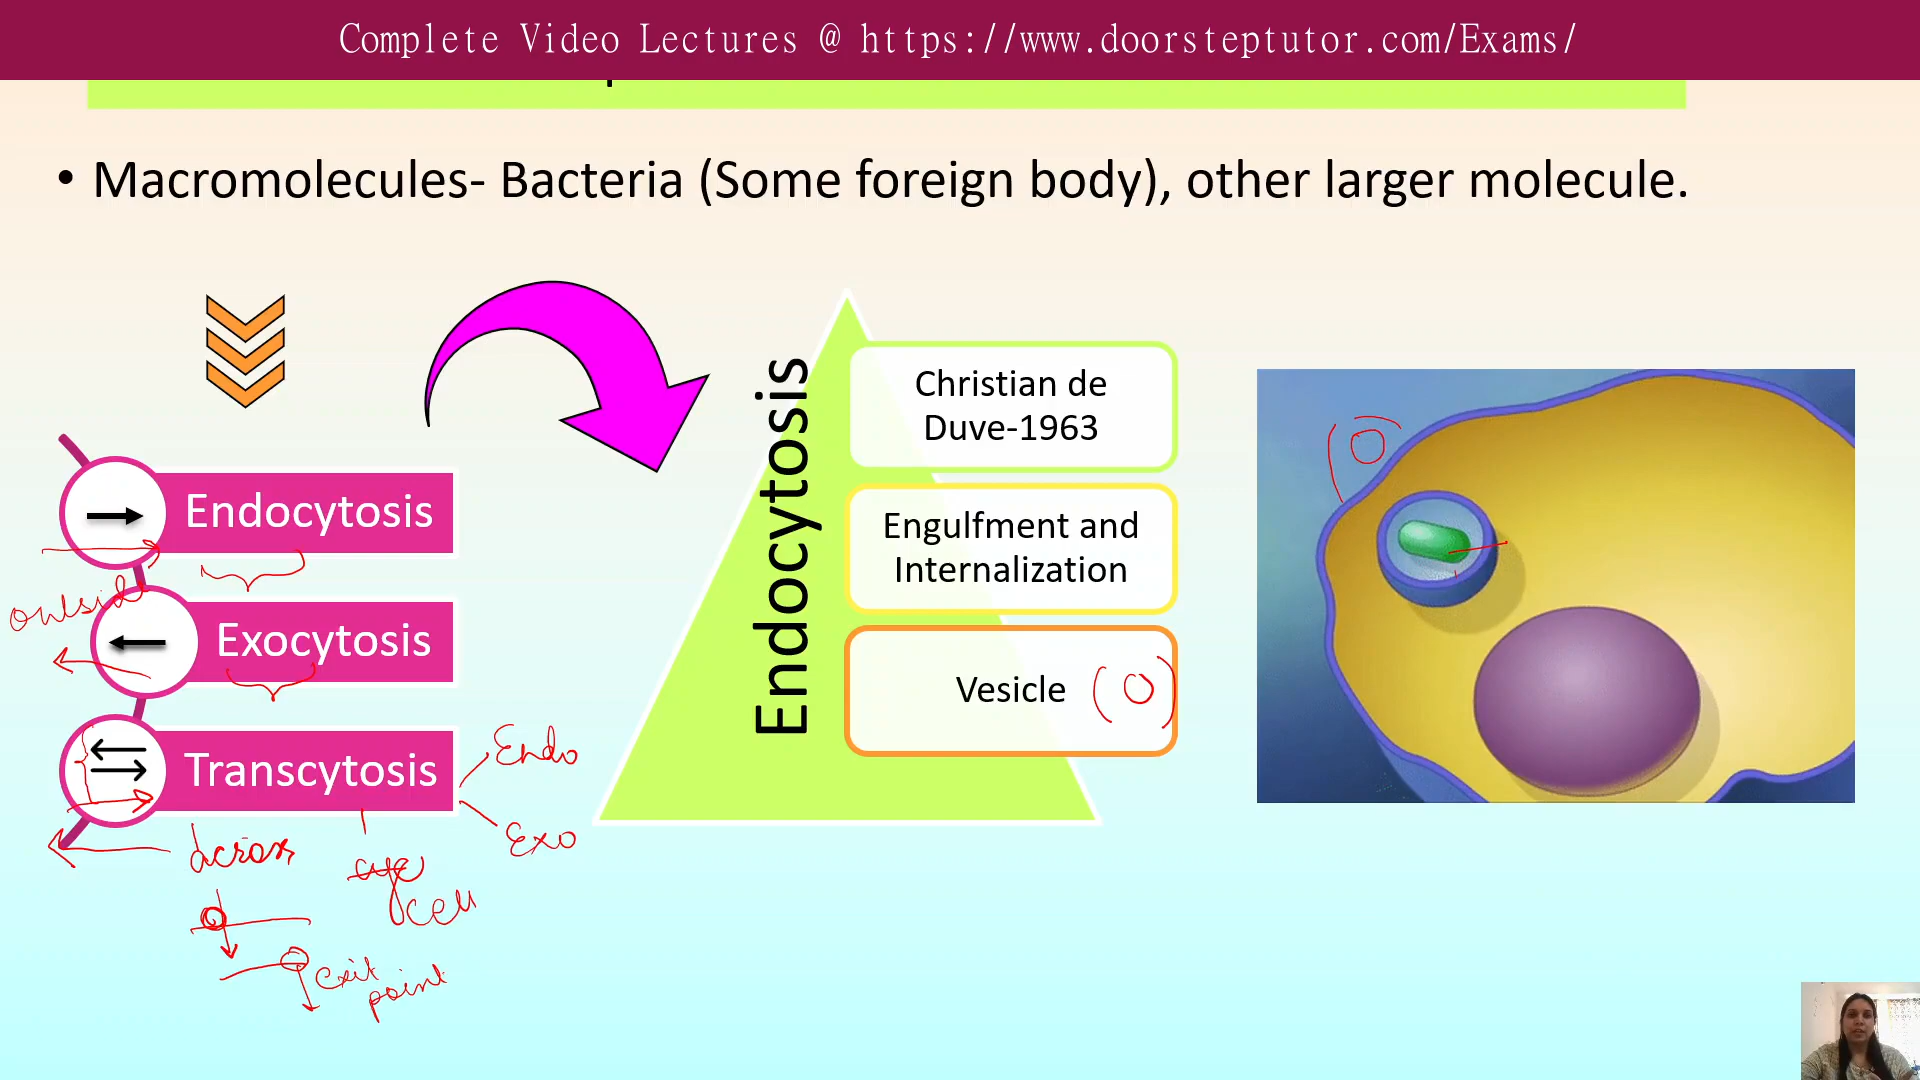 Complete Video Lectures @ https://www.doorsteptutor.com/Exams/
• Macromolecules- Bacteria (Some foreign body), other larger molecule.
Endocytosis
outside
Exocytosis
Transcytosis
Endo
Exo
across
cell
exit
point
Endocytosis
Christian de
Duve-1963
Engulfment and
Internalization
Vesicle